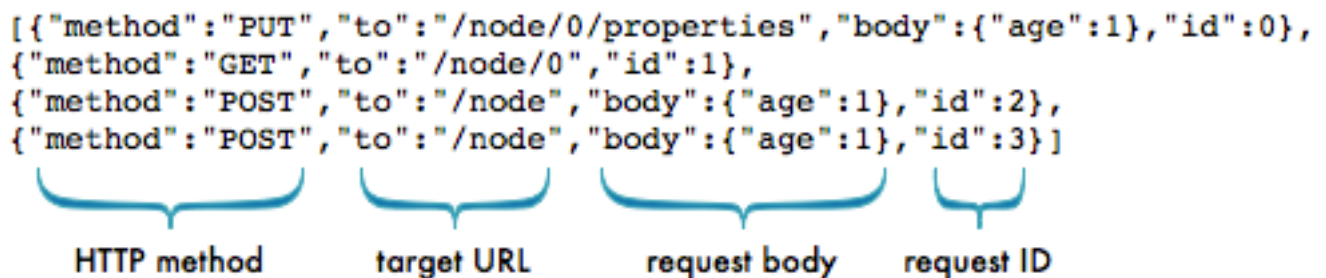 [{"method":"PUT","to":"/node/0/properties","body":{"age":1},"id":0},
{"method":"GET","to":"/node/0","id":1},
{"method":"POST","to":"/node","body":{"age":1},"id":2},
{"method":"POST","to":"/node","body":{"age":1},"id":3}]
HTTP method target URL request body request ID